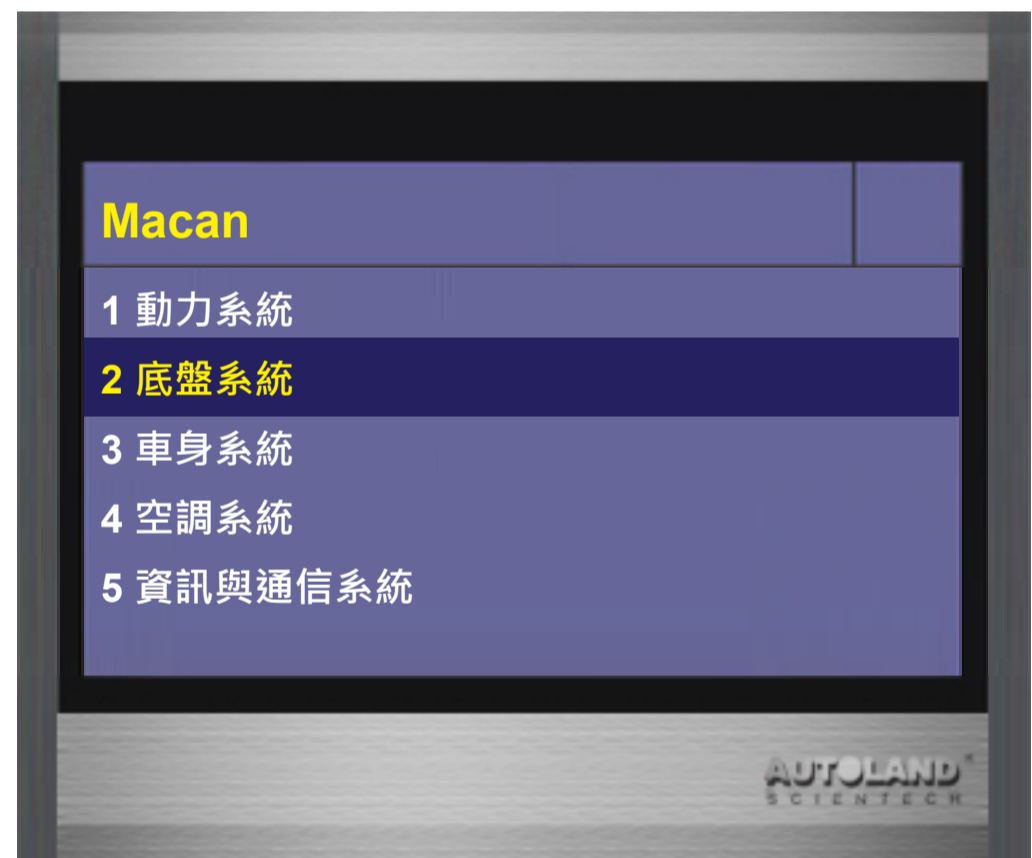 Macan
1 動力系統
2 底盤系統
3 車身系統
4 空調系統
5 資訊與通信系統
AUTOLAND®
SCIENTECH